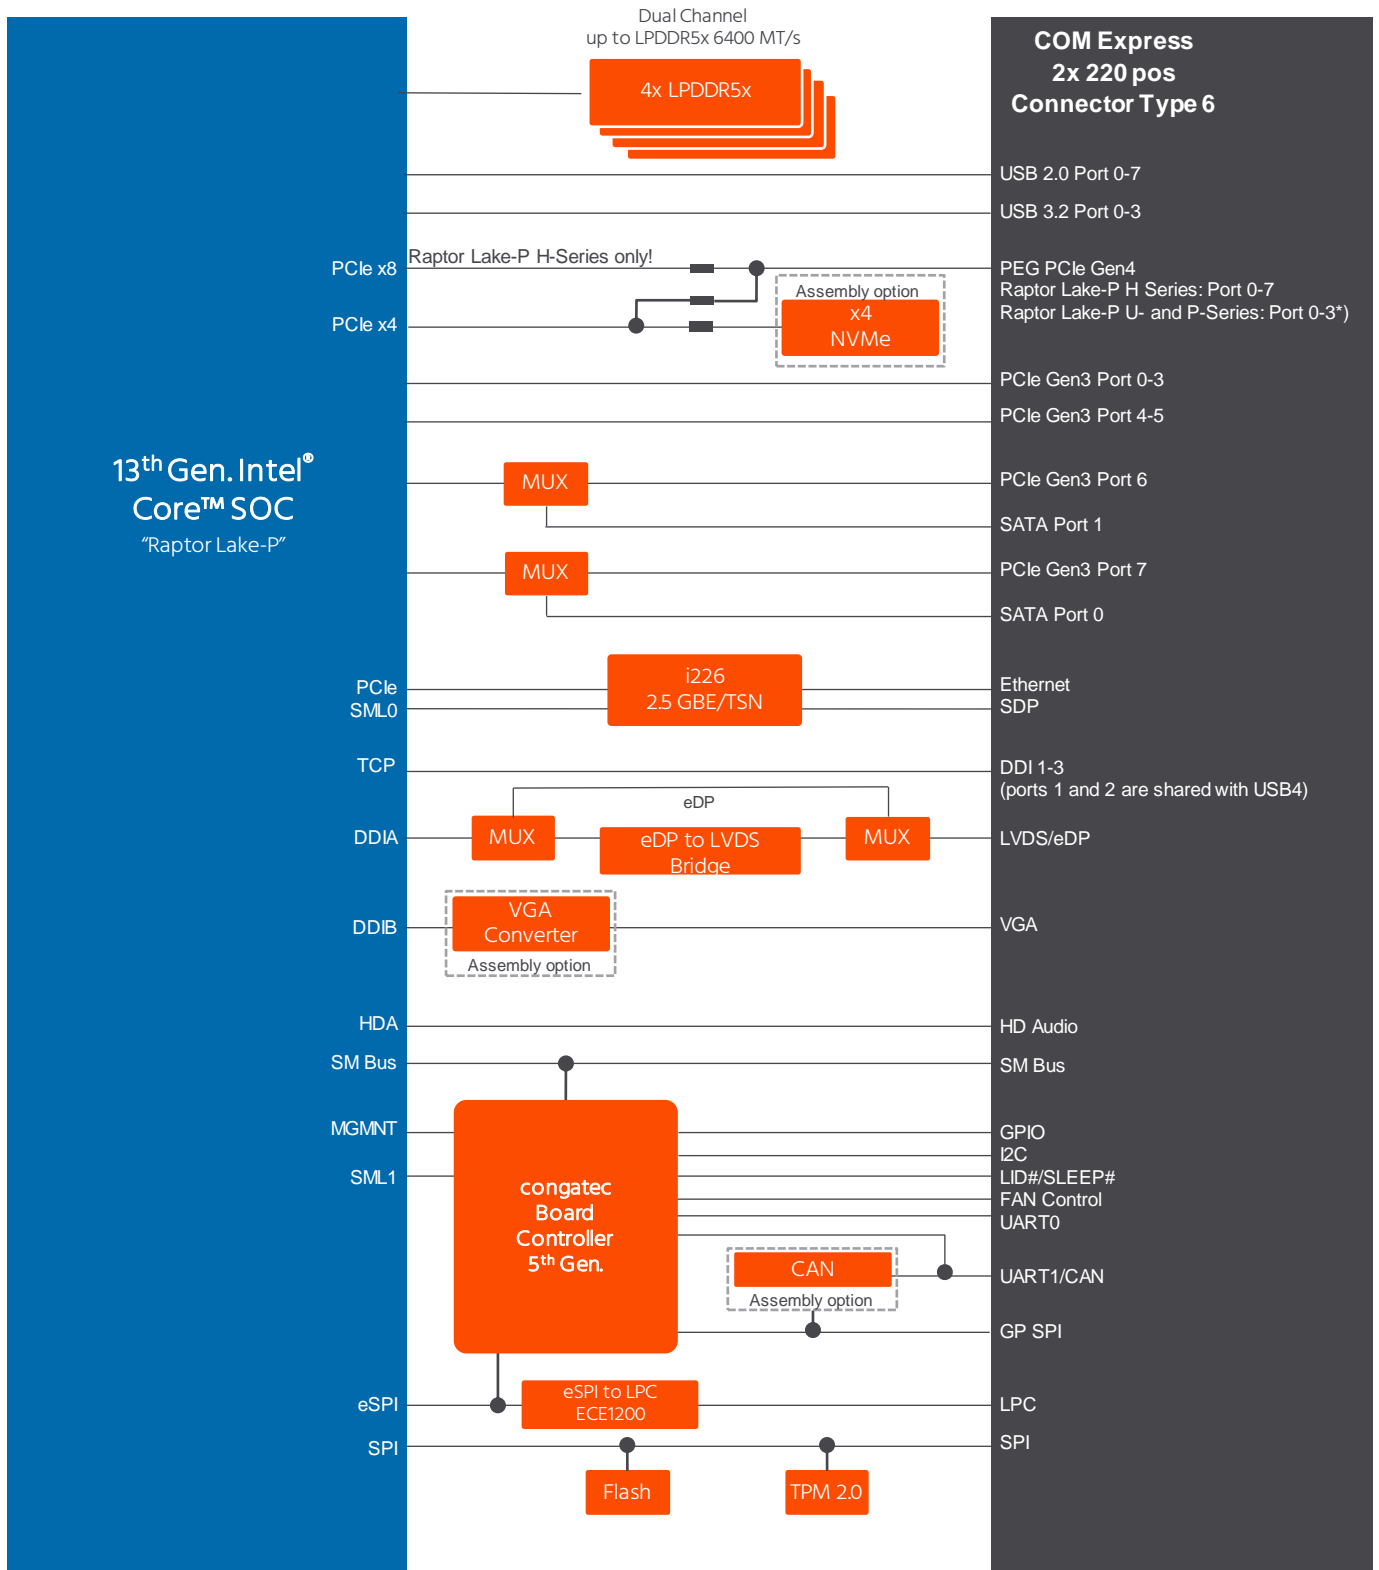 Dual Channel
up to LPDDR5x 6400 MT/s
4x LPDDR5x
COM Express
2x 220 pos
Connector Type 6
USB 2.0 Port 0-7
USB 3.2 Port 0-3
PCIe x8
Raptor Lake-P H-Series only!
PEG PCIe Gen4
Raptor Lake-P H Series: Port 0-7
Raptor Lake-P U- and P-Series: Port 0-3*)
Assembly option
x4
NVMe
PCIe x4
PCIe Gen3 Port 0-3
PCIe Gen3 Port 4-5
13th Gen. Intel®
Core™ SOC
“Raptor Lake-P”
MUX
PCIe Gen3 Port 6
SATA Port 1
MUX
PCIe Gen3 Port 7
SATA Port 0
PCIe
SML0
i226
2.5 GBE/TSN
Ethernet
SDP
TCP
DDI 1-3
(ports 1 and 2 are shared with USB4)
eDP
DDIA
MUX
eDP to LVDS
Bridge
MUX
LVDS/eDP
DDIB
VGA
Converter
Assembly option
VGA
HDA
HD Audio
SM Bus
SM Bus
MGMNT
SML1
congatec
Board
Controller
5th Gen.
GPIO
I2C
LID#/SLEEP#
FAN Control
UART0
CAN
Assembly option
UART1/CAN
GP SPI
eSPI
eSPI to LPC
ECE1200
LPC
SPI
SPI
Flash
TPM 2.0